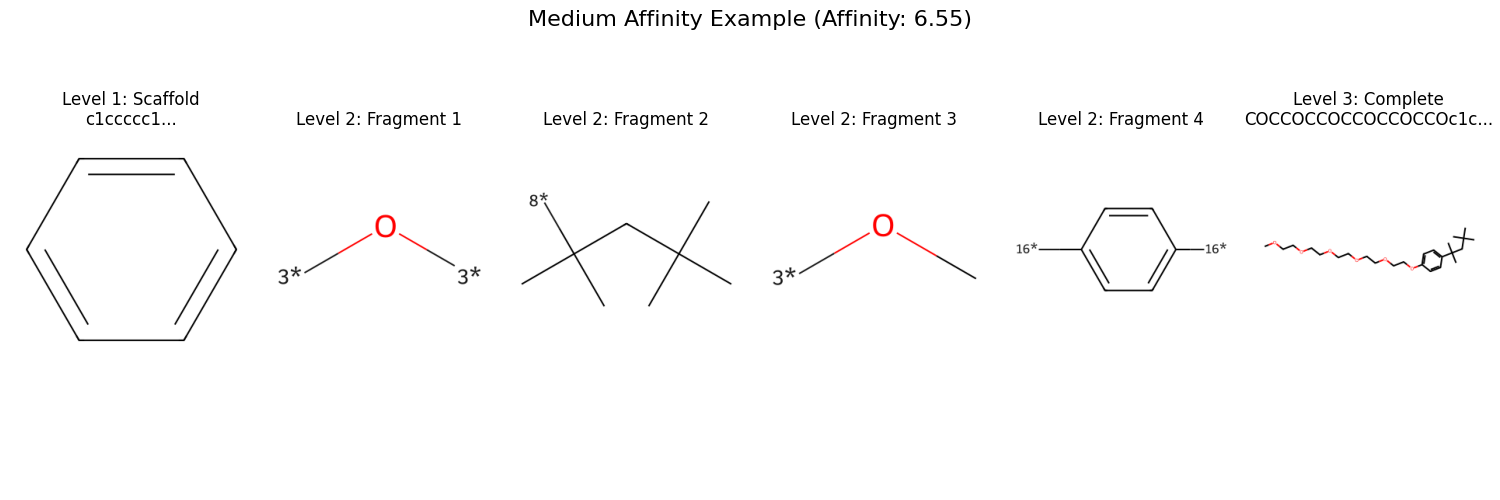 Medium Affinity Example (Affinity: 6.55)
Level 1: Scaffold
c1ccccc1...
Level 2: Fragment 1
Level 2: Fragment 2
Level 2: Fragment 3
Level 2: Fragment 4
Level 3: Complete
COCCOCCOCCOCCOCCOc1c...
O
3*
3*
8*
O
3*
16*
16*